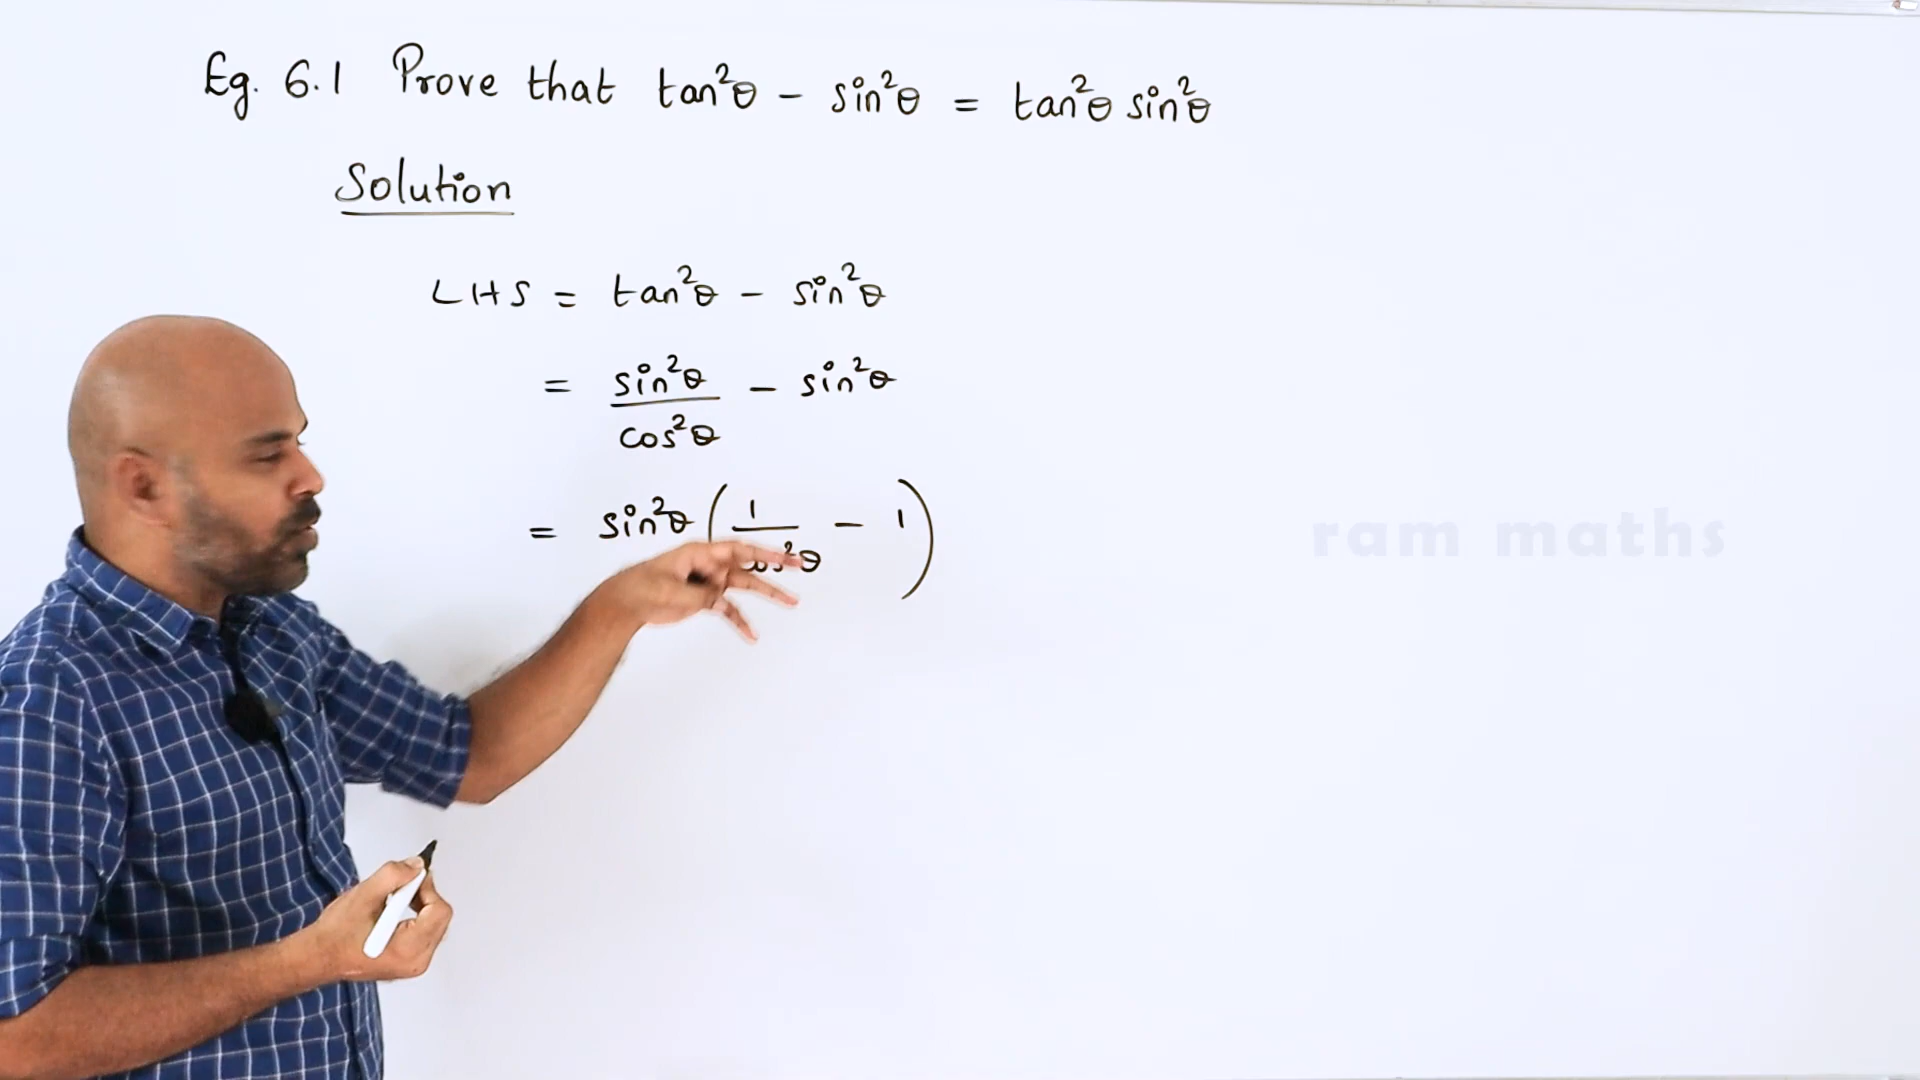 Eg. 6.1 Prove that tan²θ - sin²θ = tan²θ sin²θ
Solution
LHS = tan²θ - sin²θ
= sin²θ/cos²θ - sin²θ
= sin²θ (1/cos²θ - 1)
ram maths